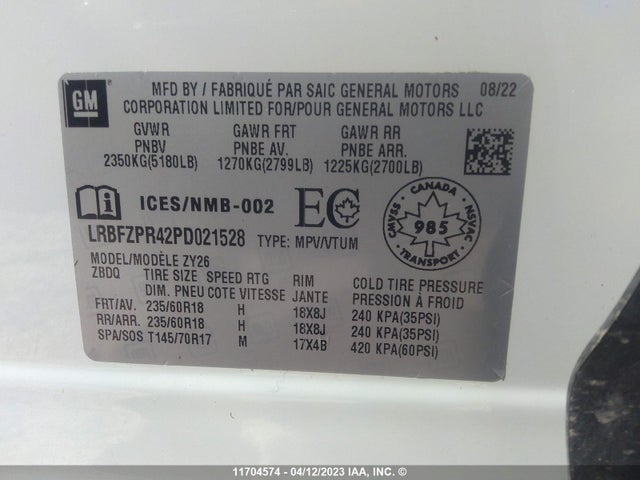 GM
MFD BY / FABRIQUÉ PAR SAIC GENERAL MOTORS 08/22
CORPORATION LIMITED FOR/POUR GENERAL MOTORS LLC
GVWR GAWR FRT GAWR RR
PNBV PNBE AV. PNBE ARR.
2350KG(5180LB) 1270KG(2799LB) 1225KG(2700LB)
ICES/NMB-002 EC
CANADA CMVSS 985 NSVAC TRANSPORT
LRBFZPR42PD021528 TYPE: MPV/VTUM
MODEL/MODÈLE ZY26
ZBDQ TIRE SIZE SPEED RTG RIM COLD TIRE PRESSURE
DIM. PNEU COTE VITESSE JANTE PRESSION À FROID
FRT/AV. 235/60R18 H 18X8J 240 KPA(35PSI)
RR/ARR. 235/60R18 H 18X8J 240 KPA(35PSI)
SPA/SOS T145/70R17 M 17X4B 420 KPA(60PSI)
11704574 - 04/12/2023 IAA, INC. ©